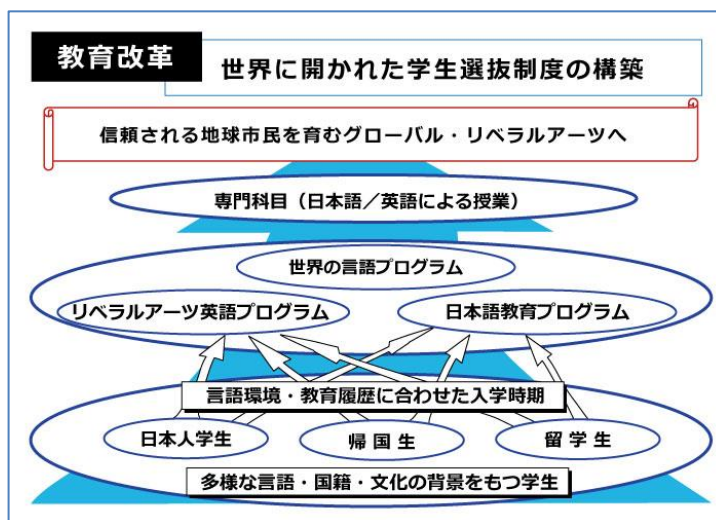 教育改革
世界に開かれた学生選抜制度の構築
信頼される地球市民を育むグローバル・リベラルアーツへ
専門科目（日本語／英語による授業）
世界の言語プログラム
リベラルアーツ英語プログラム
日本語教育プログラム
言語環境・教育履歴に合わせた入学時期
日本人学生
帰国生
留学生
多様な言語・国籍・文化の背景をもつ学生